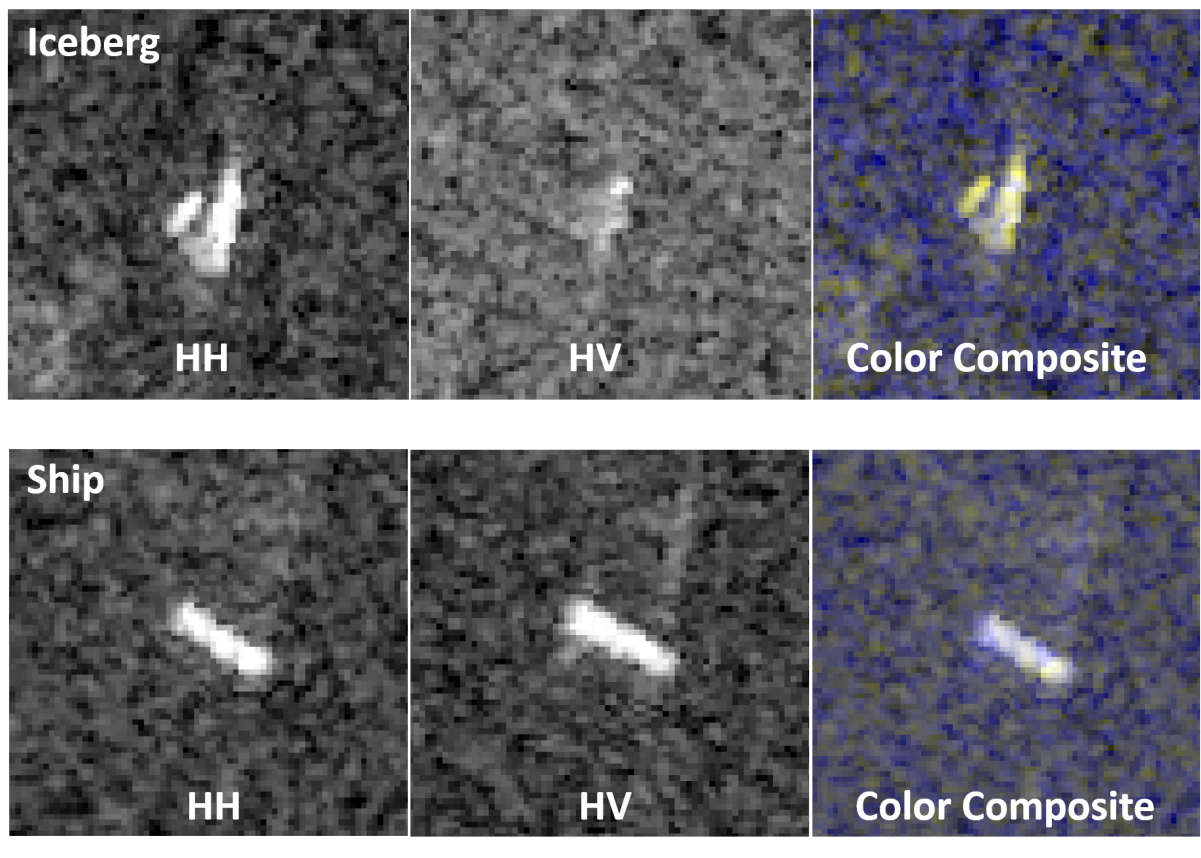 Iceberg
HH
HV
Color Composite
Ship
HH
HV
Color Composite